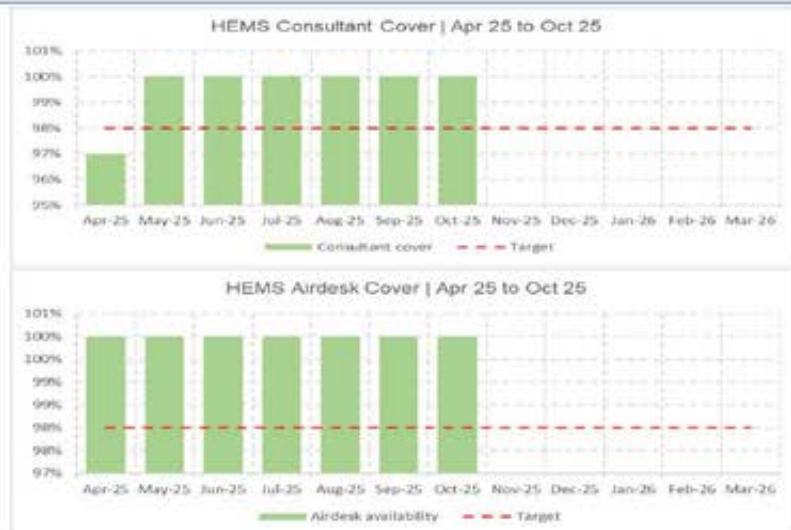 HEMS Consultant Cover | Apr 25 to Oct 25
101%
100%
99%
98%
97%
96%
95%
Apr-25 May-25 Jun-25 Jul-25 Aug-25 Sep-25 Oct-25 Nov-25 Dec-25 Jan-26 Feb-26 Mar-26
Consultant cover Target
HEMS Airdesk Cover | Apr 25 to Oct 25
101%
100%
100%
99%
99%
98%
98%
97%
Apr-25 May-25 Jun-25 Jul-25 Aug-25 Sep-25 Oct-25 Nov-25 Dec-25 Jan-26 Feb-26 Mar-26
Airdesk availability Target